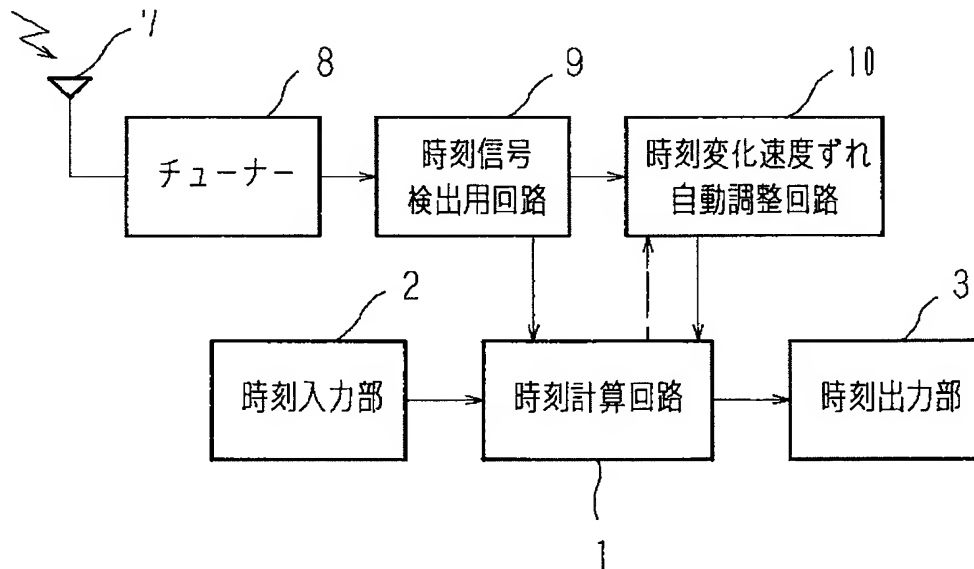 7
8
9
10
チューナー
時刻信号
検出用回路
時刻変化速度ずれ
自動調整回路
2
3
時刻入力部
時刻計算回路
時刻出力部
1